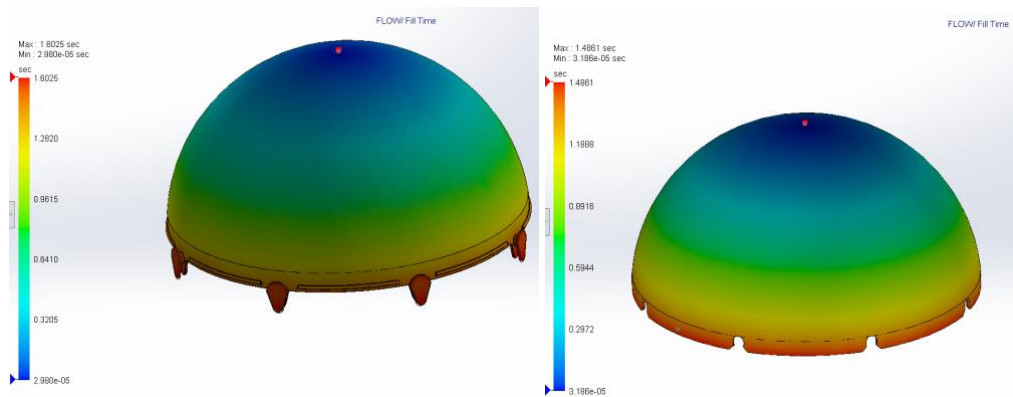 FLOW/ Fill Time
Max : 1.6025 sec
Min : 2.980e-05 sec
sec
1.6025
1.2820
0.9615
0.6410
0.3205
2.980e-05
FLOW/ Fill Time
Max : 1.4861 sec
Min : 3.186e-05 sec
sec
1.4861
1.1888
0.8916
0.5944
0.2972
3.186e-05